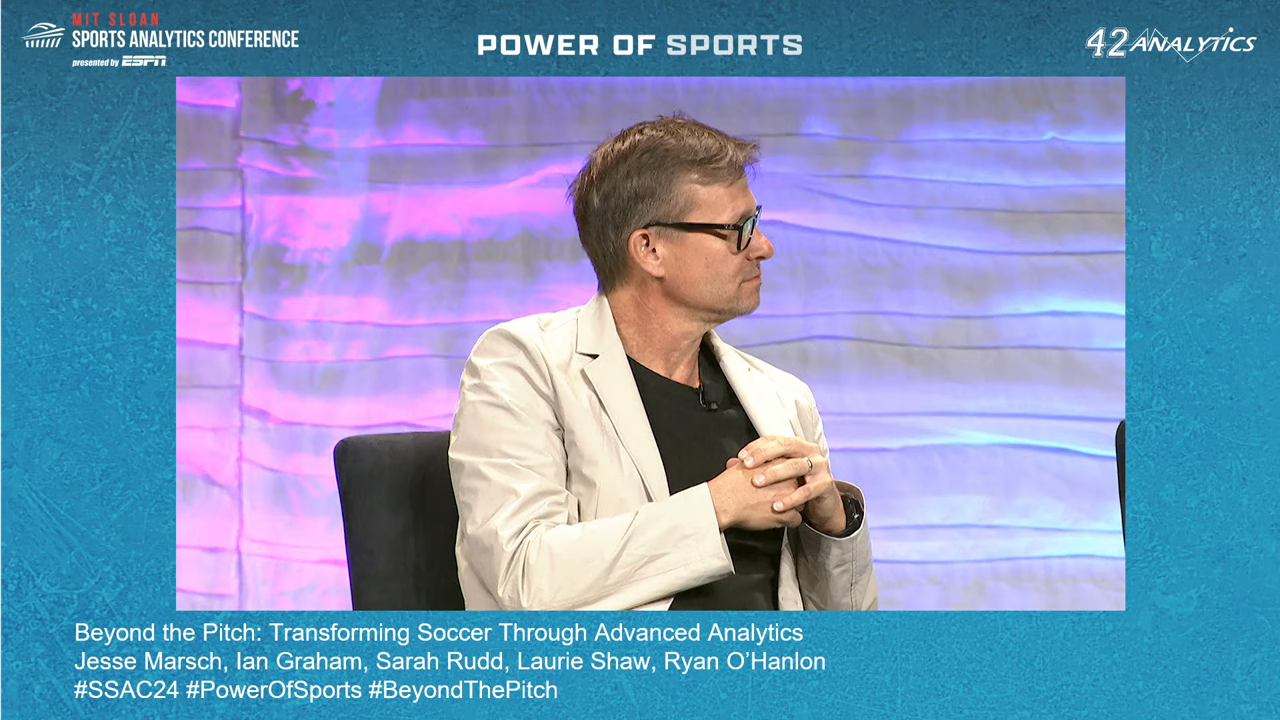 MIT SLOAN
SPORTS ANALYTICS CONFERENCE
presented by ESPN
POWER OF SPORTS
42 ANALYTICS
Beyond the Pitch: Transforming Soccer Through Advanced Analytics
Jesse Marsch, Ian Graham, Sarah Rudd, Laurie Shaw, Ryan O’Hanlon
#SSAC24 #PowerOfSports #BeyondThePitch